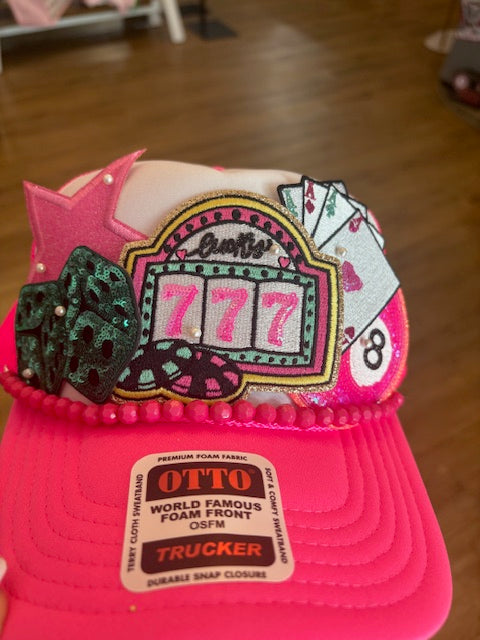 Lucky
777
A
A
8
PREMIUM FOAM FABRIC
OTTO
WORLD FAMOUS
FOAM FRONT
OSFM
TRUCKER
DURABLE SNAP CLOSURE
TERRY CLOTH SWEATBAND
SOFT & COMFY SWEATBAND